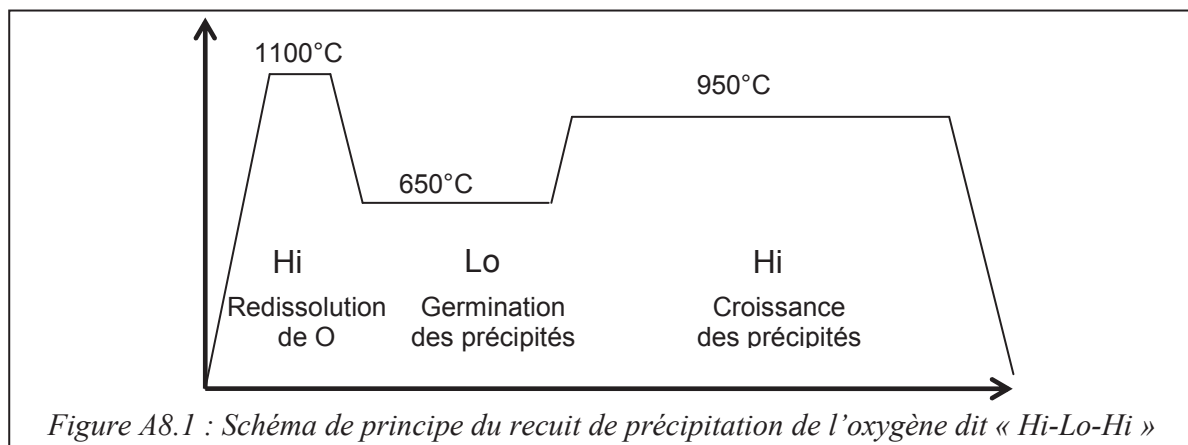 1100°C
950°C
650°C
Hi
Lo
Hi
Redissolution
de O
Germination
des précipités
Croissance
des précipités
Figure A8.1 : Schéma de principe du recuit de précipitation de l'oxygène dit « Hi-Lo-Hi »